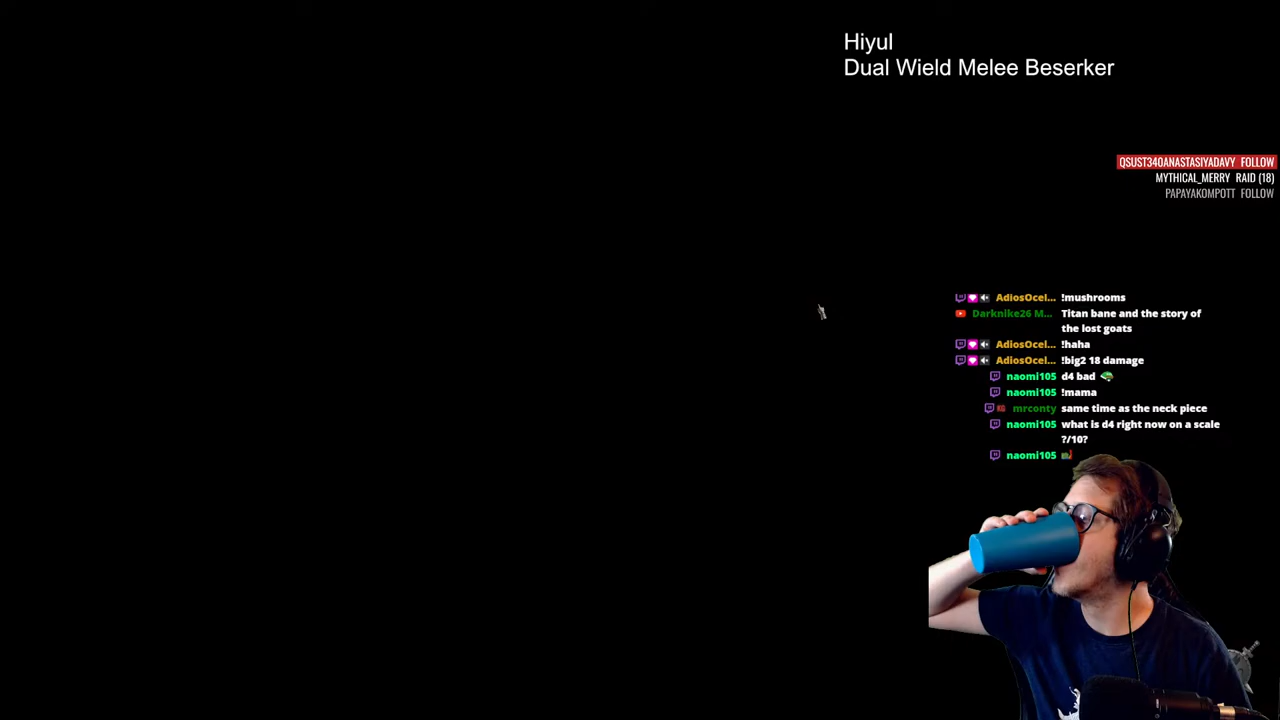 Hiyul
Dual Wield Melee Beserker
QSUST340ANASTASIYADAVY FOLLOW
MYTHICAL_MERRY RAID (18)
PAPAYAKOMPOTT FOLLOW
AdiosOcel... !mushrooms
Darknike26 M... Titan bane and the story of
the lost goats
AdiosOcel... !haha
AdiosOcel... !big2 18 damage
naomi105 d4 bad
naomi105 !mama
mrconty same time as the neck piece
naomi105 what is d4 right now on a scale
?/10?
naomi105